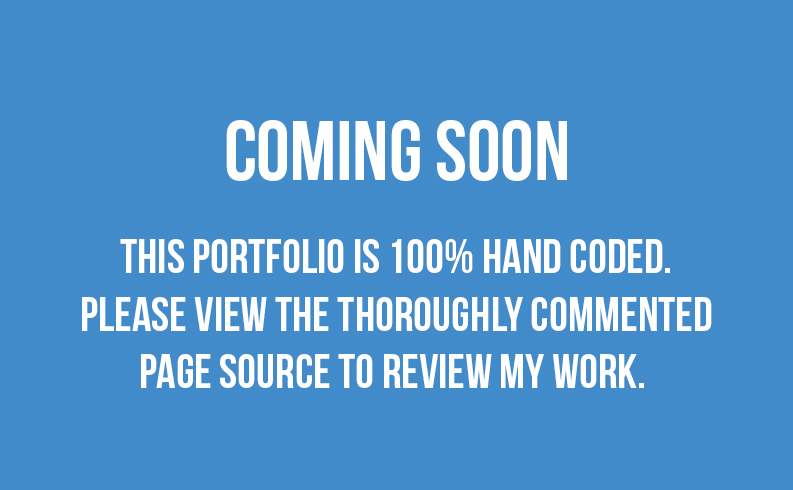 COMING SOON
THIS PORTFOLIO IS 100% HAND CODED.
PLEASE VIEW THE THOROUGHLY COMMENTED
PAGE SOURCE TO REVIEW MY WORK.